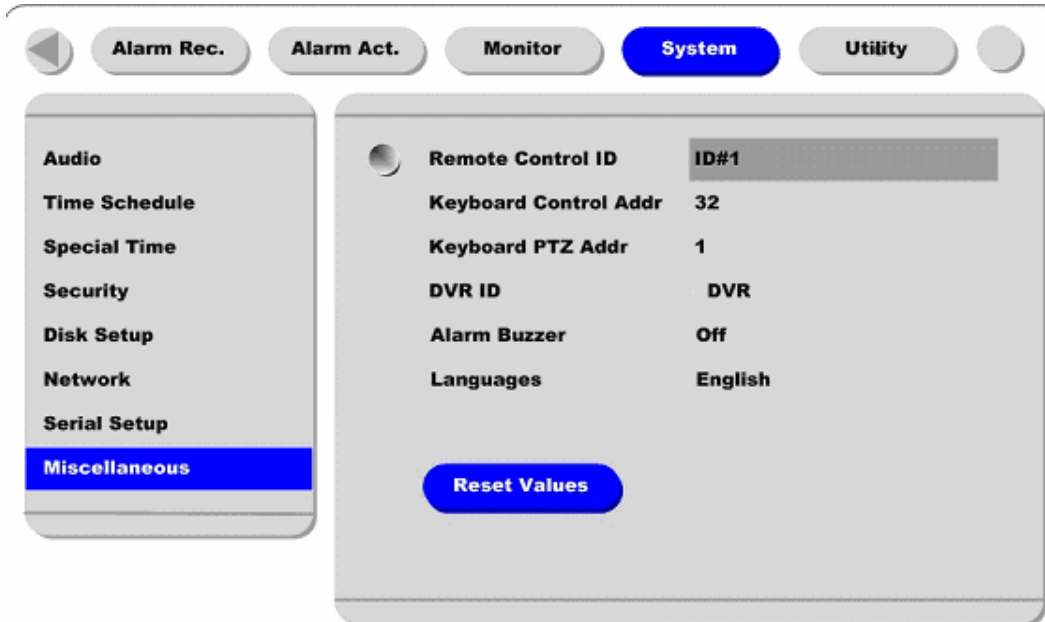 Alarm Rec. Alarm Act. Monitor System Utility
Audio
Time Schedule
Special Time
Security
Disk Setup
Network
Serial Setup
Miscellaneous
Remote Control ID ID#1
Keyboard Control Addr 32
Keyboard PTZ Addr 1
DVR ID DVR
Alarm Buzzer Off
Languages English
Reset Values